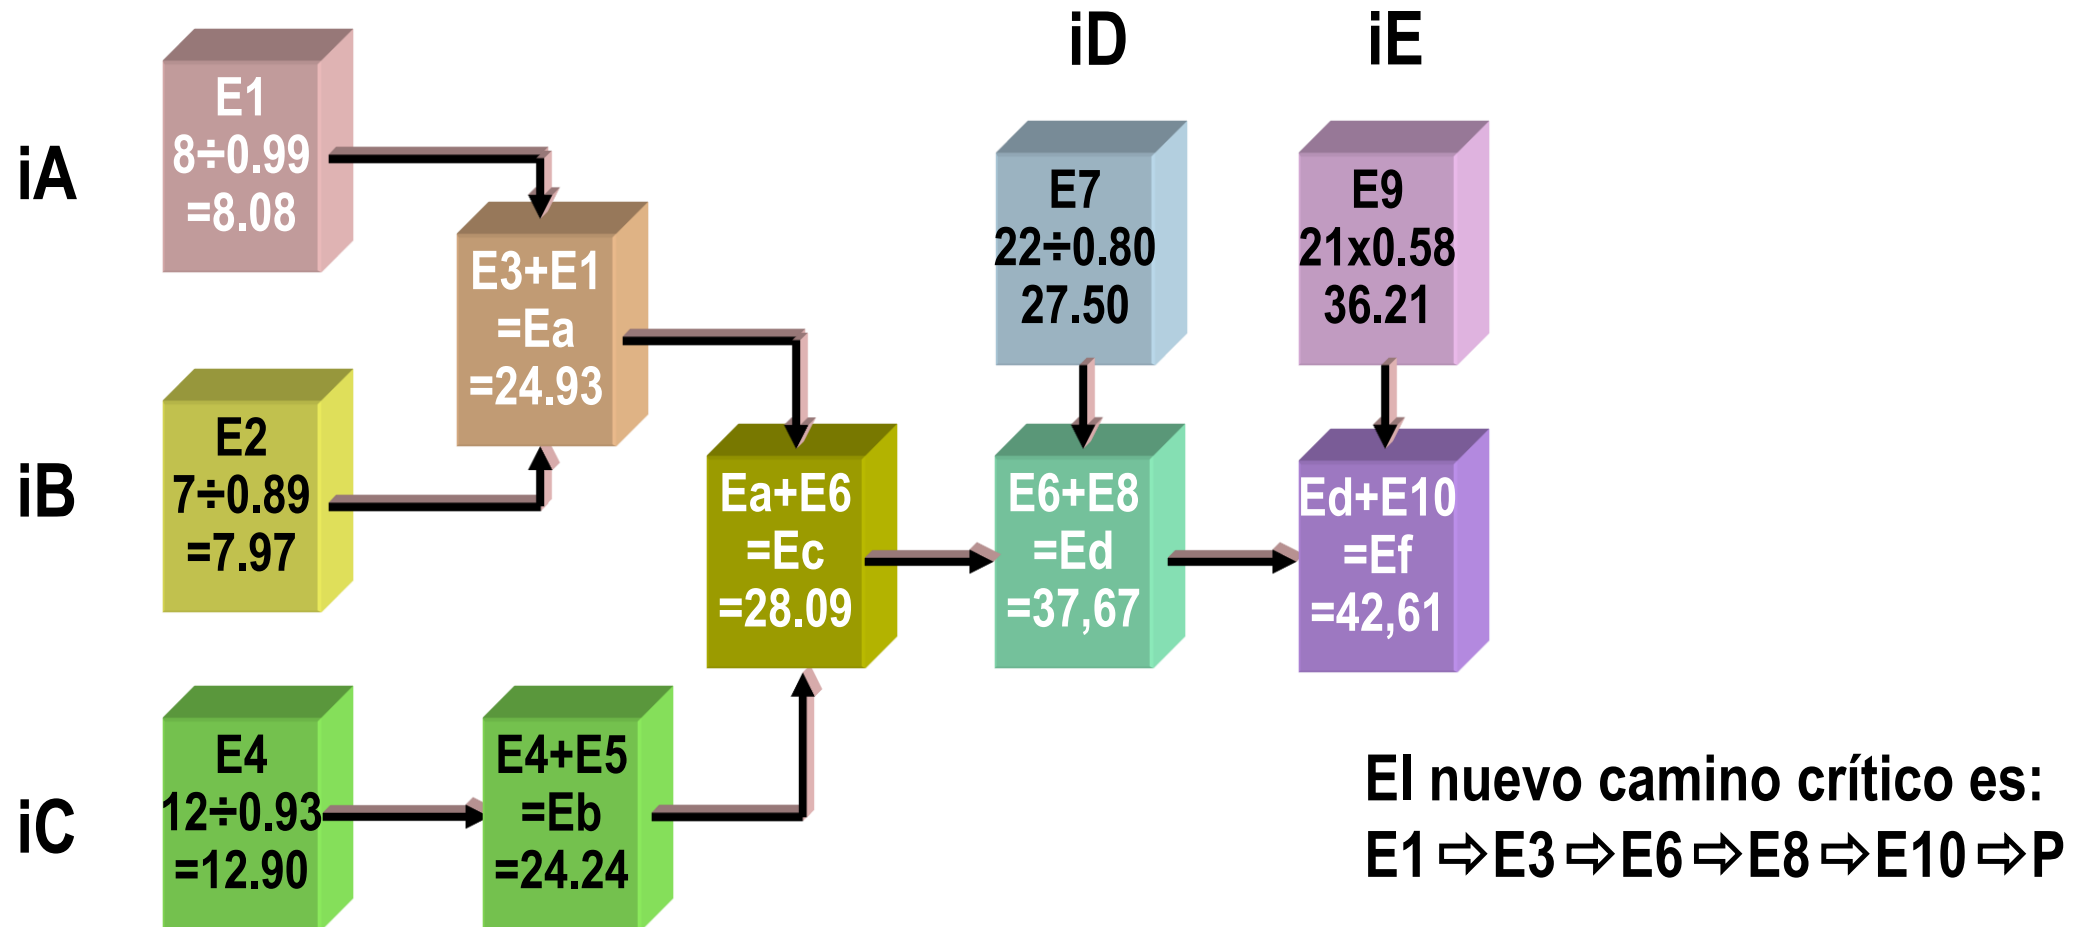 iD
iE
iA
E1
8÷0.99
=8.08
E3+E1
=Ea
=24.93
E7
22÷0.80
27.50
E9
21x0.58
36.21
iB
E2
7÷0.89
=7.97
Ea+E6
=Ec
=28.09
E6+E8
=Ed
=37,67
Ed+E10
=Ef
=42,61
iC
E4
12÷0.93
=12.90
E4+E5
=Eb
=24.24
El nuevo camino crítico es:
E1⇨E3⇨E6⇨E8⇨E10⇨P